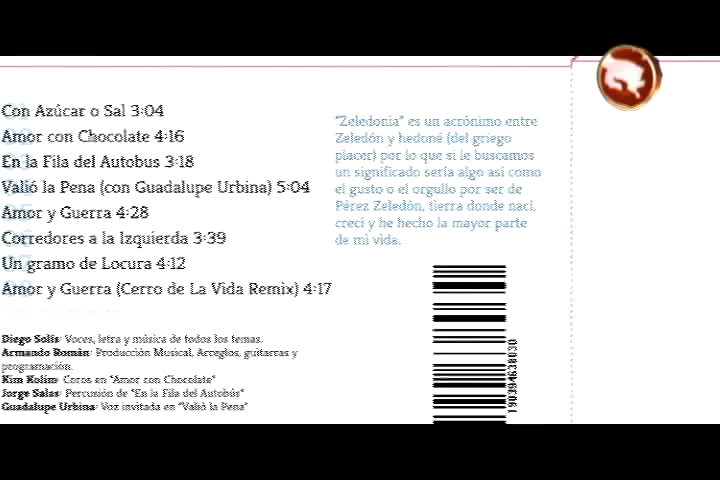 Con Azúcar o Sal 3:04
Amor con Chocolate 4:16
En la Fila del Autobus 3:18
Valió la Pena (con Guadalupe Urbina) 5:04
Amor y Guerra 4:28
Corredores a la Izquierda 3:39
Un gramo de Locura 4:12
Amor y Guerra (Cerro de La Vida Remix) 4:17
"Zeledonia" es un acrónimo entre
Zeledón y hedoné (del griego
placer) por lo que si le buscamos
un significado sería algo así como
el gusto o el orgullo por ser de
Pérez Zeledón, tierra donde nací,
crecí y he hecho la mayor parte
de mi vida.
Diego Solís: Voces, letra y música de todos los temas.
Armando Román: Producción Musical, Arreglos, guitarras y
programación.
Kim Kolim: Coros en "Amor con Chocolate"
Jorge Salas: Percusión de "En la Fila del Autobús"
Guadalupe Urbina: Voz invitada en "Valió la Pena"